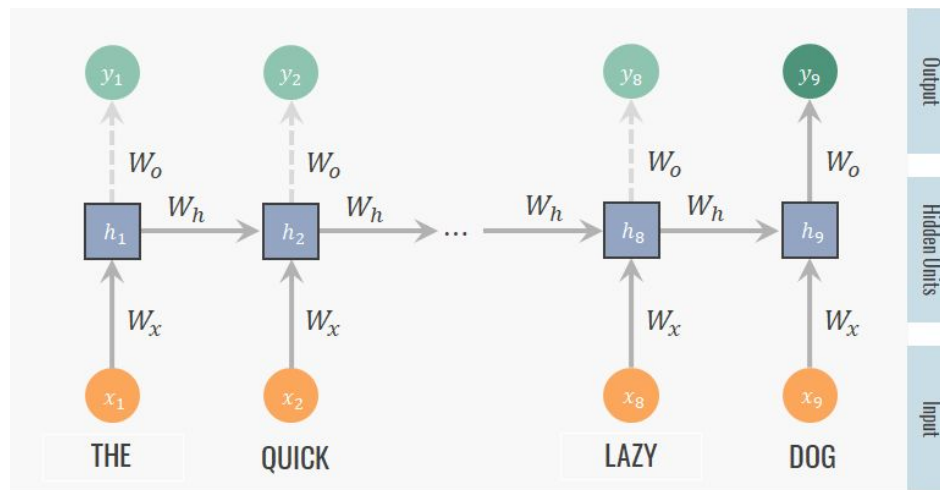 y₁ y₂ y₈ y₉
Output
Wₒ Wₒ Wₒ Wₒ
Wₕ Wₕ Wₕ Wₕ
h₁ h₂ ... h₈ h₉
Hidden Units
Wₓ Wₓ Wₓ Wₓ
x₁ x₂ x₈ x₉
Input
THE QUICK LAZY DOG